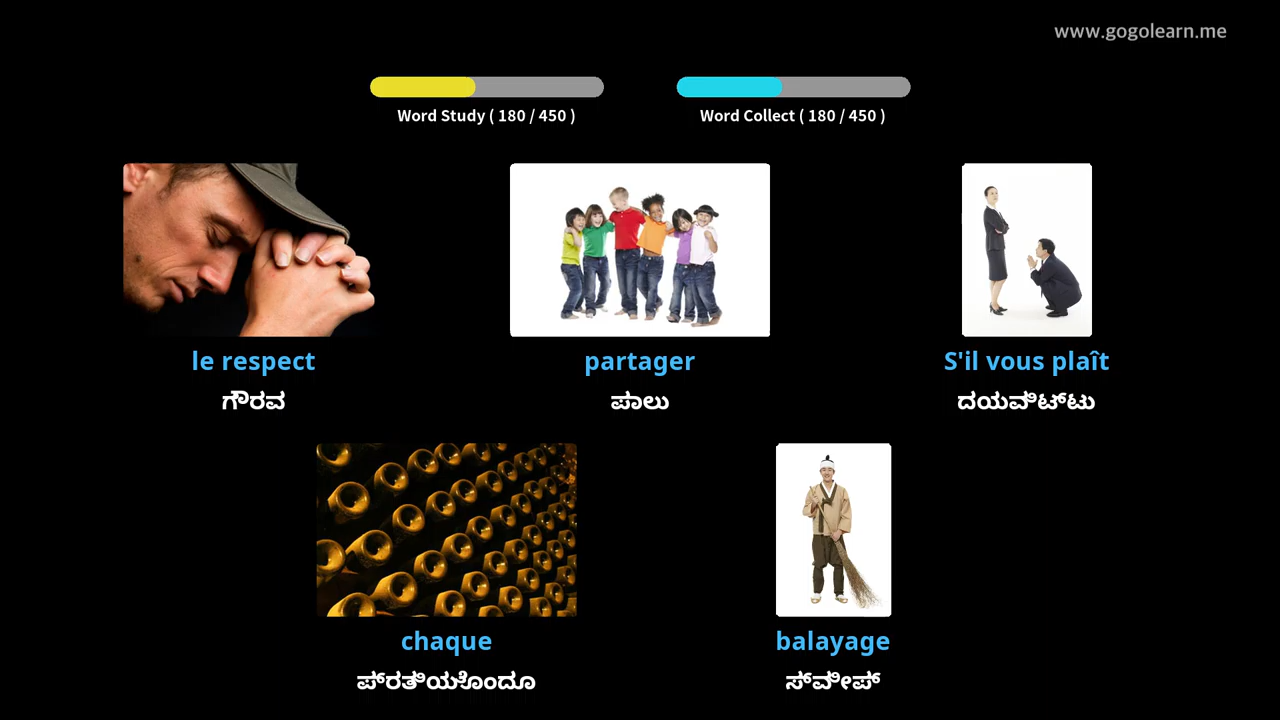 www.gogolearn.me
Word Study ( 180 / 450 )
Word Collect ( 180 / 450 )
le respect
partager
S'il vous plaît
ಗೌರವ
ಪಾಲು
ದಯವಿಟ್ಟು
chaque
balayage
ಪ್ರತಿಯೊಂದೂ
ಸ್ವೀಪ್